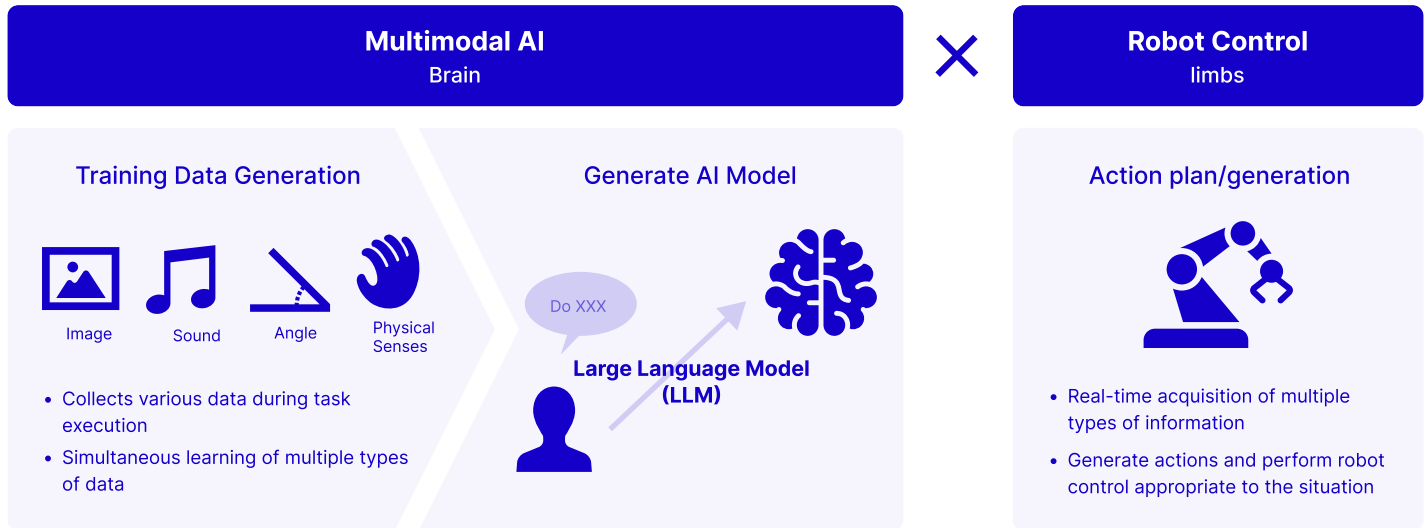 Multimodal AI
Brain
Robot Control
limbs
Training Data Generation
Image
Sound
Angle
Physical
Senses
• Collects various data during task
execution
• Simultaneous learning of multiple types
of data
Generate AI Model
Do XXX
Large Language Model
(LLM)
Action plan/generation
• Real-time acquisition of multiple
types of information
• Generate actions and perform robot
control appropriate to the situation